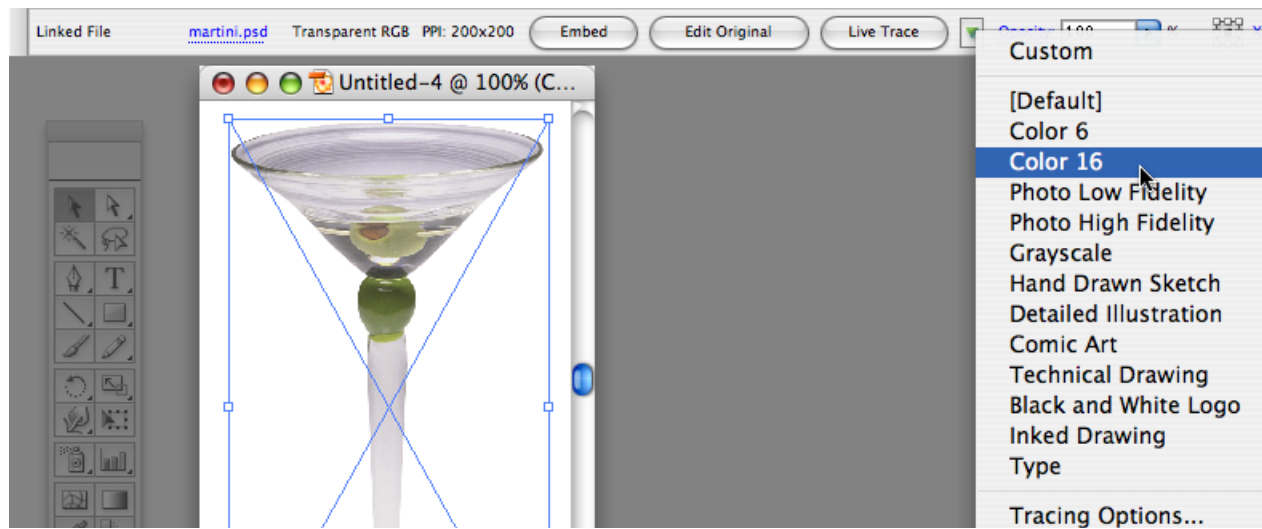 Linked File martini.psd Transparent RGB PPI: 200x200 Embed Edit Original Live Trace Opacity: 100 %
Untitled-4 @ 100% (C...
T
Custom
[Default]
Color 6
Color 16
Photo Low Fidelity
Photo High Fidelity
Grayscale
Hand Drawn Sketch
Detailed Illustration
Comic Art
Technical Drawing
Black and White Logo
Inked Drawing
Type
Tracing Options...